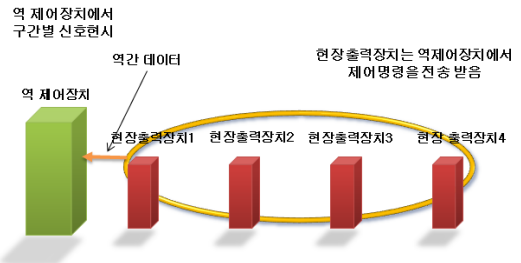 역 제어장치에서
구간별 신호현시
역간 데이터
현장출력장치는 역제어장치에서
제어명령을 전송 받음
역 제어장치
현장출력장치1
현장출력장치2
현장출력장치3
현장 출력장치4